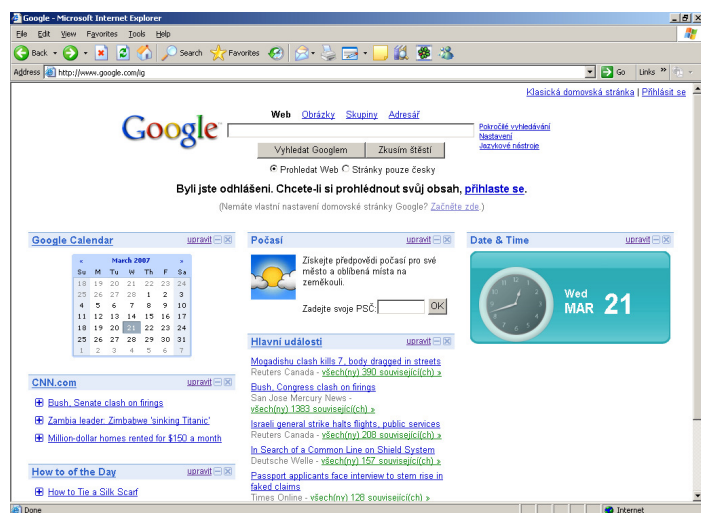 Google - Microsoft Internet Explorer
File Edit View Favorites Tools Help
Back Search Favorites
Address http://www.google.com/ig Go Links »
Klasická domovská stránka | Přihlásit se
Web Obrázky Skupiny Adresář
Google
Pokročilé vyhledávání
Nastavení
Jazykové nástroje
Vyhledat Googlem Zkusím štěstí
Prohledat Web Stránky pouze česky
Byli jste odhlášeni. Chcete-li si prohlédnout svůj obsah, přihlaste se.
(Nemáte vlastní nastavení domovské stránky Google? Začněte zde.)
Google Calendar upravit
« March 2007 »
Su M Tu W Th F Sa
18 19 20 21 22 23 24
25 26 27 28 1 2 3
4 5 6 7 8 9 10
11 12 13 14 15 16 17
18 19 20 21 22 23 24
25 26 27 28 29 30 31
1 2 3 4 5 6 7
CNN.com upravit
Bush, Senate clash on firings
Zambia leader: Zimbabwe 'sinking Titanic'
Million-dollar homes rented for $150 a month
How to of the Day upravit
How to Tie a Silk Scarf
Počasí upravit
Získejte předpovědi počasí pro své
město a oblíbená místa na
zeměkouli.
Zadejte svoje PSČ: OK
Hlavní události upravit
Mogadishu clash kills 7, body dragged in streets
Reuters Canada - všech(ny) 390 související(ch) »
Bush, Congress clash on firings
San Jose Mercury News -
všech(ny) 1383 související(ch) »
Israeli general strike halts flights, public services
Reuters Canada - všech(ny) 208 související(ch) »
In Search of a Common Line on Shield System
Deutsche Welle - všech(ny) 157 související(ch) »
Passport applicants face interview to stem rise in
faked claims
Times Online - všech(ny) 128 související(ch) »
Date & Time upravit
12
Wed
MAR 21
Done Internet